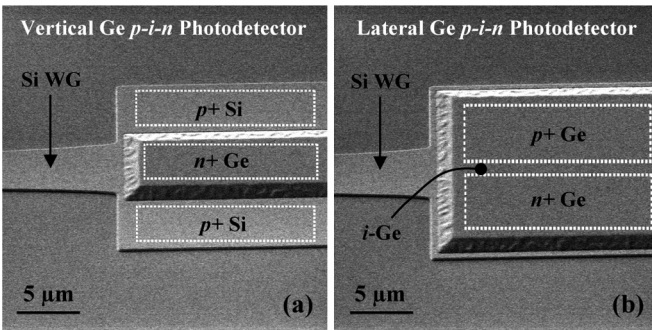 Vertical Ge p-i-n Photodetector
Si WG
p+ Si
n+ Ge
p+ Si
5 µm
(a)
Lateral Ge p-i-n Photodetector
Si WG
p+ Ge
n+ Ge
i-Ge
5 µm
(b)